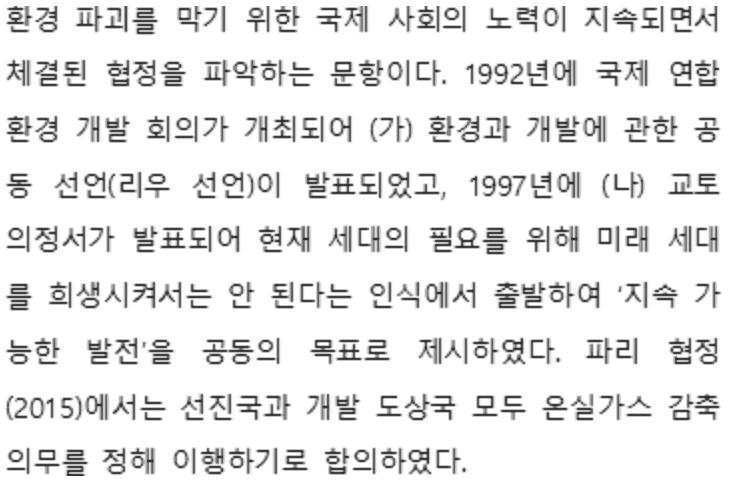 환경 파괴를 막기 위한 국제 사회의 노력이 지속되면서
체결된 협정을 파악하는 문항이다. 1992년에 국제 연합
환경 개발 회의가 개최되어 (가) 환경과 개발에 관한 공
동 선언(리우 선언)이 발표되었고, 1997년에 (나) 교토
의정서가 발표되어 현재 세대의 필요를 위해 미래 세대
를 희생시켜서는 안 된다는 인식에서 출발하여 ‘지속 가
능한 발전’을 공동의 목표로 제시하였다. 파리 협정
(2015)에서는 선진국과 개발 도상국 모두 온실가스 감축
의무를 정해 이행하기로 합의하였다.